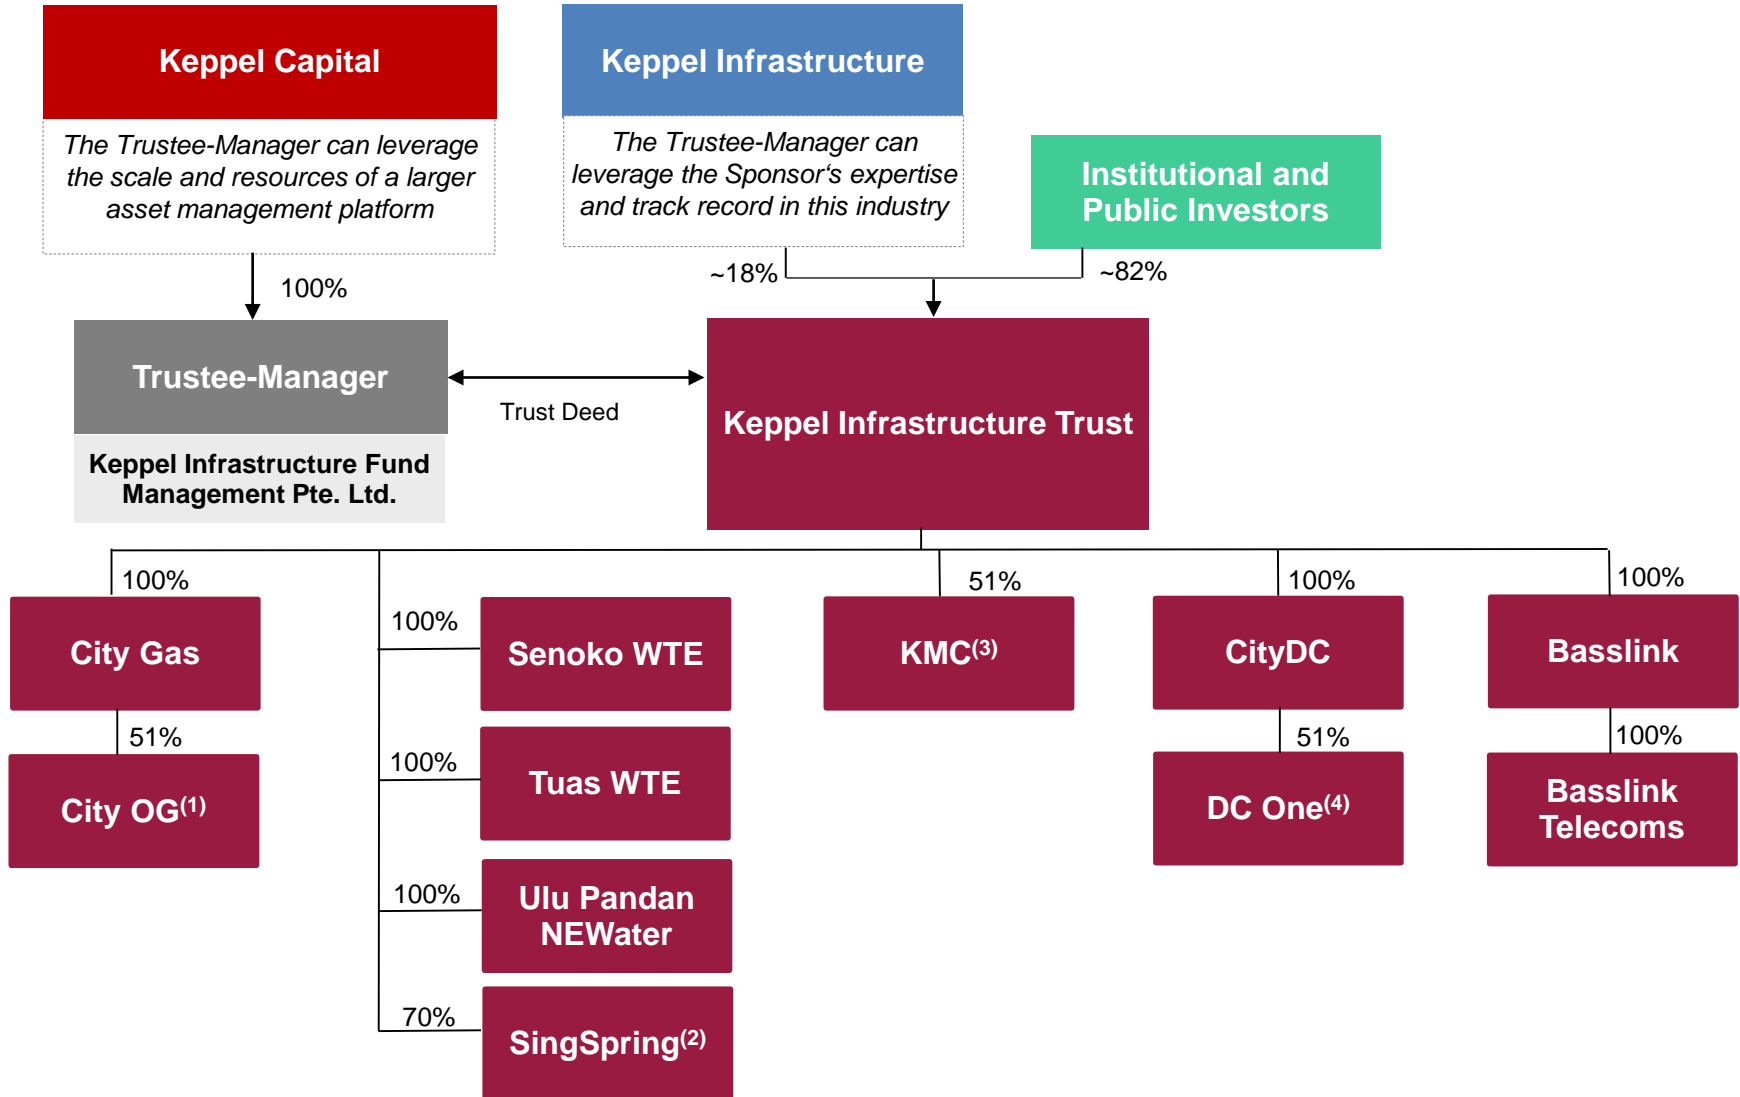 Keppel Capital
The Trustee-Manager can leverage
the scale and resources of a larger
asset management platform
Keppel Infrastructure
The Trustee-Manager can
leverage the Sponsor‘s expertise
and track record in this industry
Institutional and
Public Investors
100%
~18%
~82%
Trustee-Manager
Keppel Infrastructure Fund
Management Pte. Ltd.
Trust Deed
Keppel Infrastructure Trust
100%
City Gas
51%
City OG(1)
100%
Senoko WTE
100%
Tuas WTE
100%
Ulu Pandan
NEWater
70%
SingSpring(2)
51%
KMC(3)
100%
CityDC
51%
DC One(4)
100%
Basslink
100%
Basslink
Telecoms